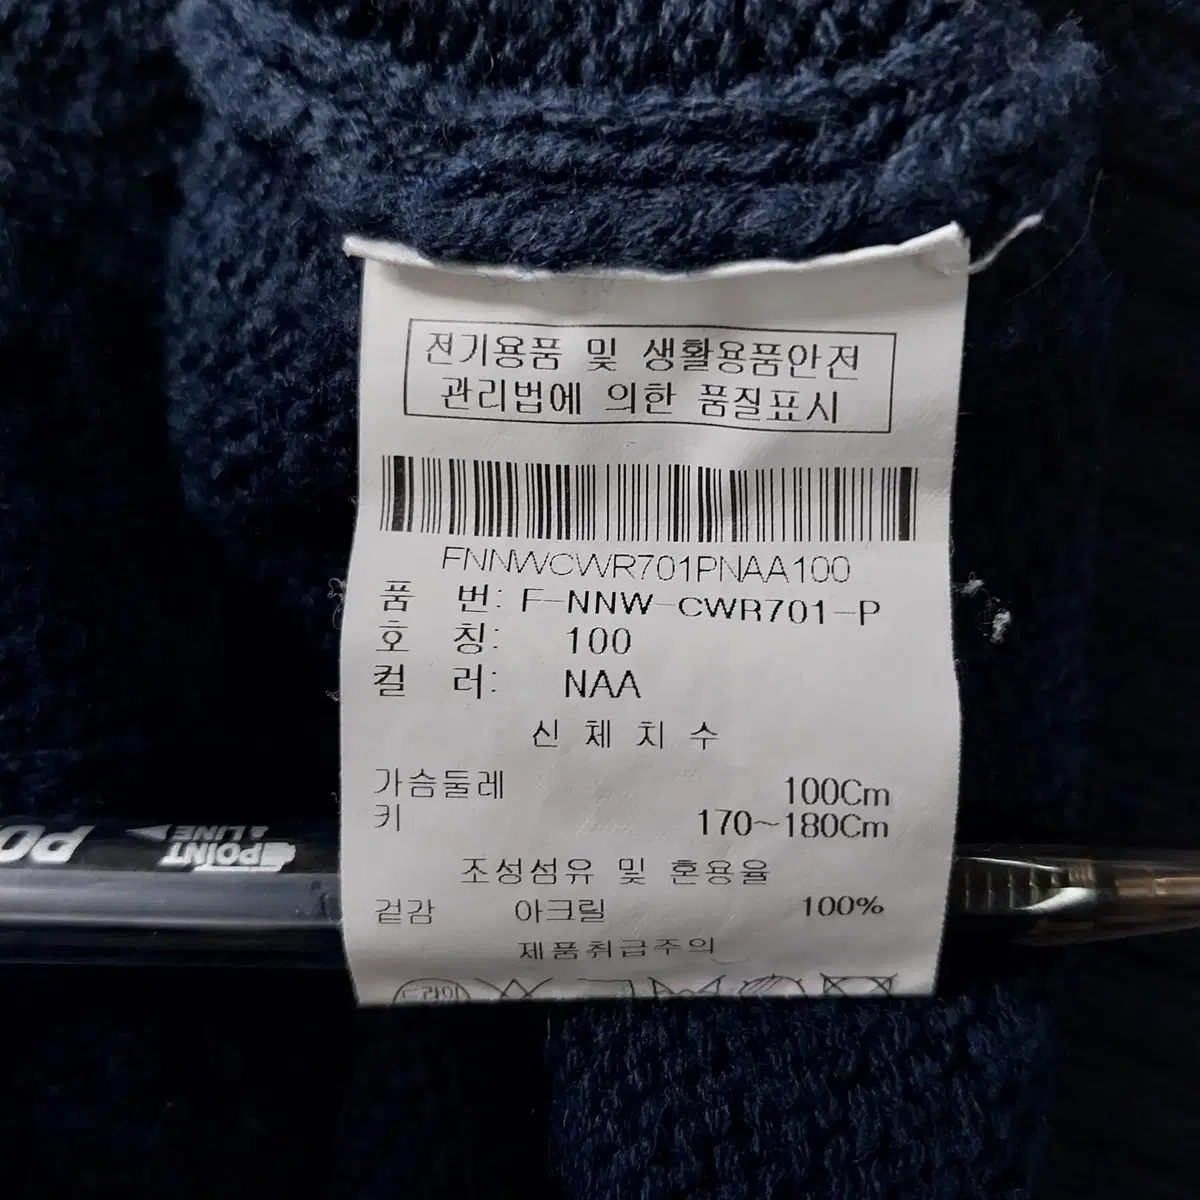 전기용품 및 생활용품안전
관리법에 의한 품질표시
FNNWCWR701PNAA100
품 번: F-NNW-CWR701-P
호 칭: 100
컬 러: NAA
신 체 치 수
가슴둘레 100Cm
키 170~180Cm
POINT
&LINE
조성섬유 및 혼용율
겉감 아크릴 100%
제품취급주의
드라이